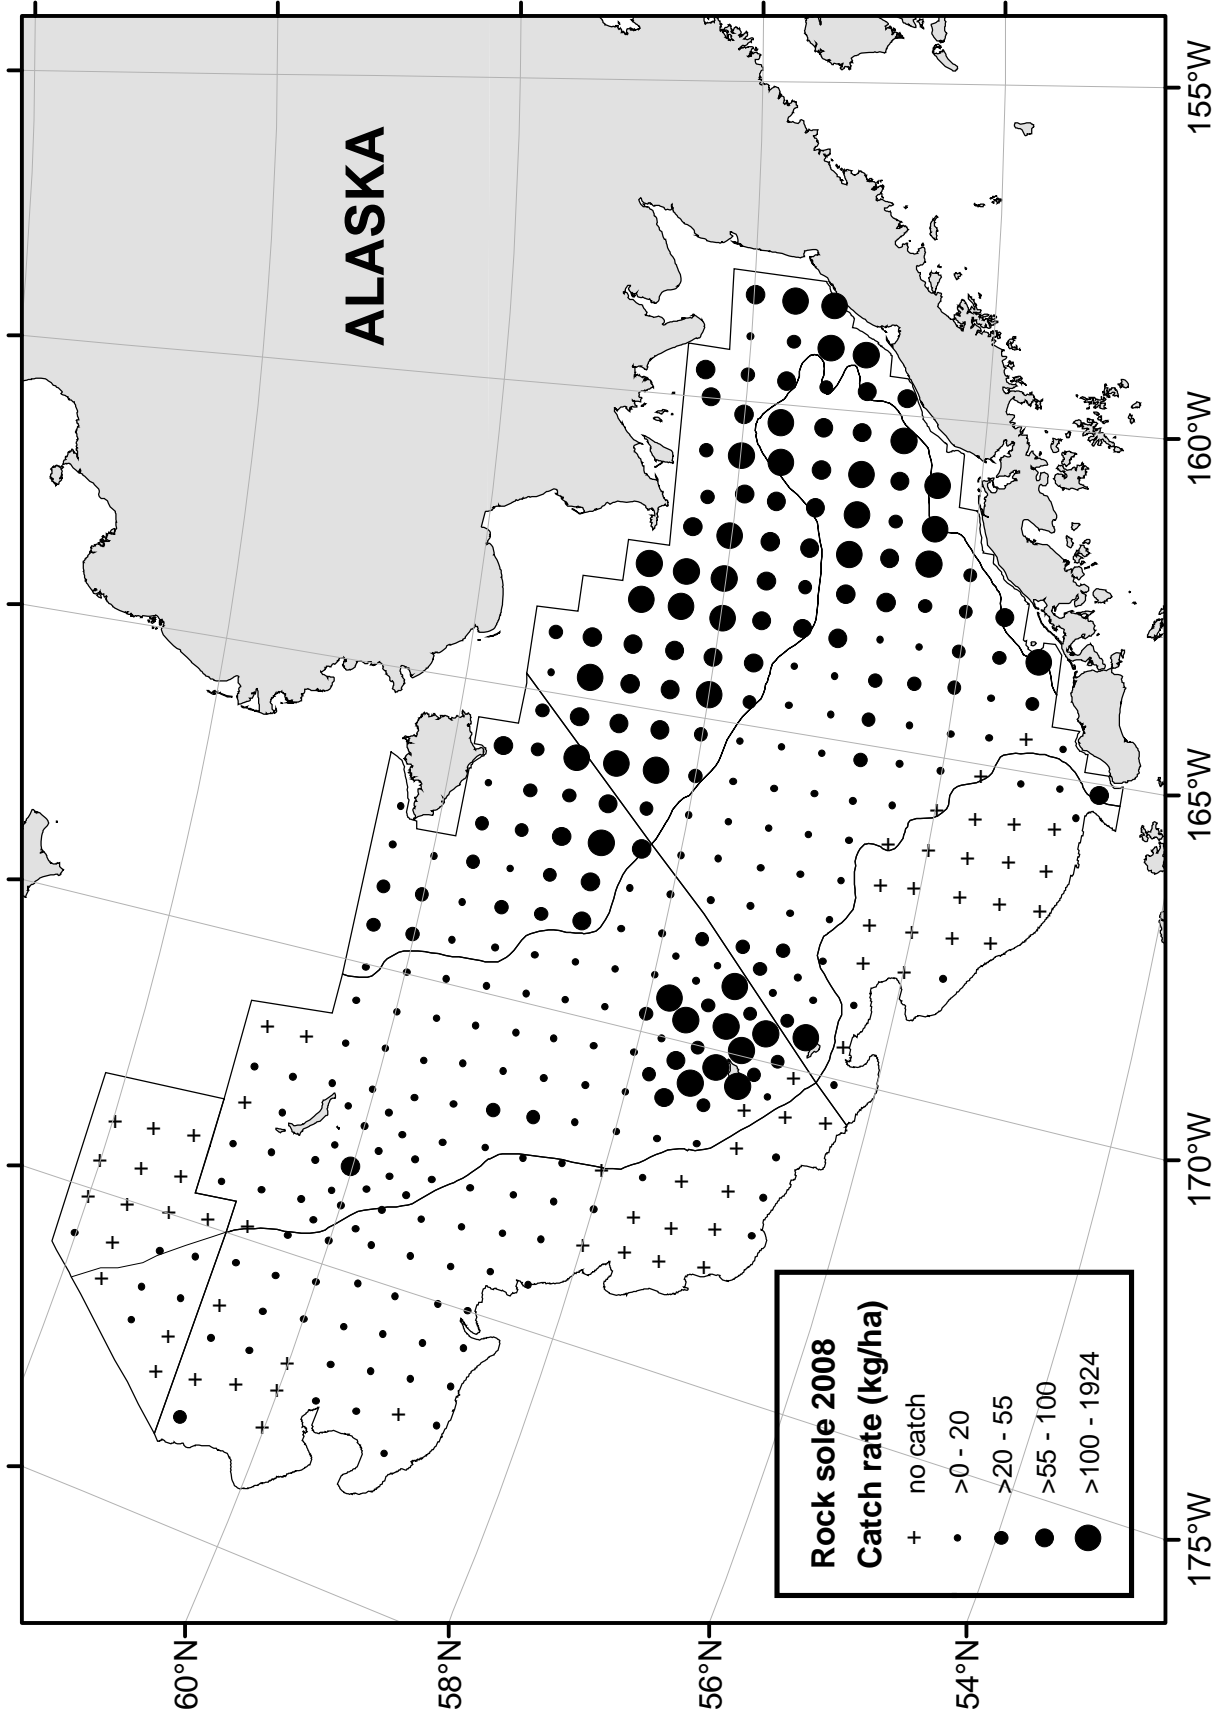 ALASKA
60°N
58°N
56°N
54°N
175°W
170°W
165°W
160°W
155°W
Rock sole 2008
Catch rate (kg/ha)
no catch
>0 - 20
>20 - 55
>55 - 100
>100 - 1924